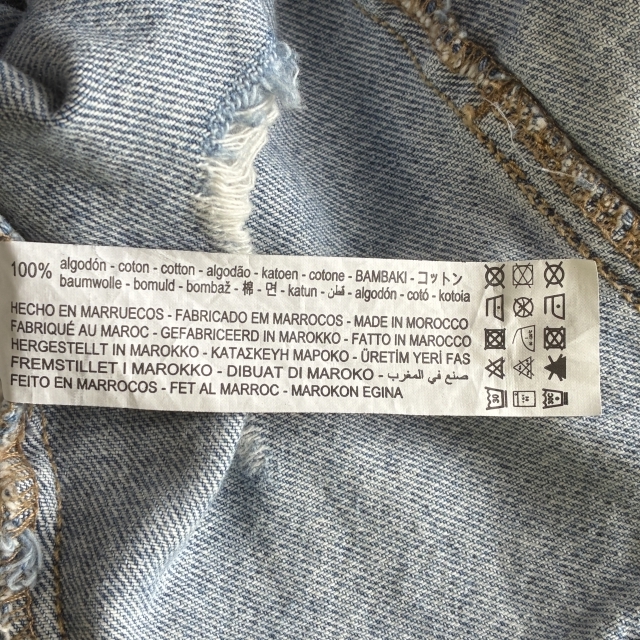 100% algodón - coton - cotton - algodão - katoen - cotone - BAMBAKI - コットン
baumwolle - bomuld - bombaž - 棉 - 면 - katun - قطن - algodón - cotó - kotoia
HECHO EN MARRUECOS - FABRICADO EM MARROCOS - MADE IN MOROCCO
FABRIQUÉ AU MAROC - GEFABRICEERD IN MAROKKO - FATTO IN MAROCCO
HERGESTELLT IN MAROKKO - ΚΑΤΑΣΚΕΥΗ ΜΑΡΟΚΟ - ÜRETİM YERİ FAS
FREMSTILLET I MAROKKO - DIBUAT DI MAROKO - صنع في المغرب
FEITO EN MARROCOS - FET AL MARROC - MAROKON EGINA
30